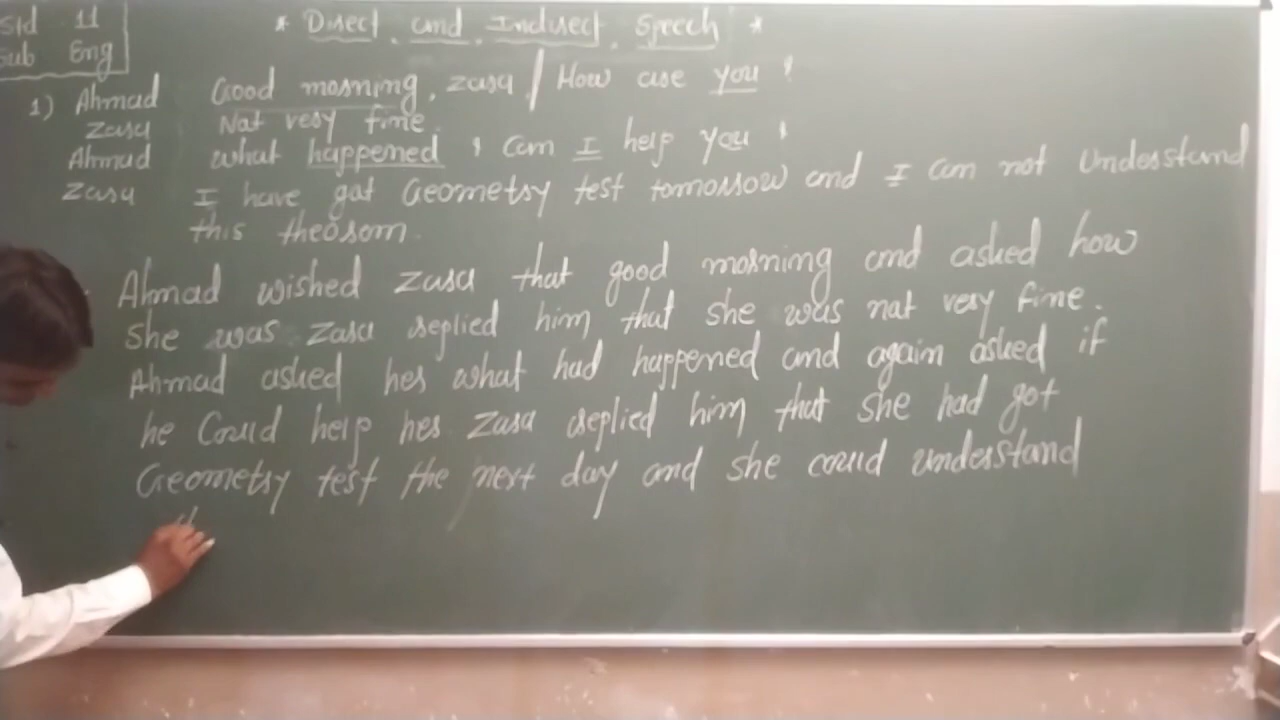 Std 11
Sub Eng
* Direct and Indirect Speech *
1) Ahmad Good morning, Zara / How are you ?
Zara Not very fine.
Ahmad what happened ? can I help you ?
Zara I have got Geometry test tomorrow and I can not understand
this theorom.
Ahmad wished Zara that good morning and asked how
she was Zara replied him that she was not very fine.
Ahmad asked her what had happened and again asked if
he Could help her Zara replied him that she had got
Geometry test the next day and she could understand